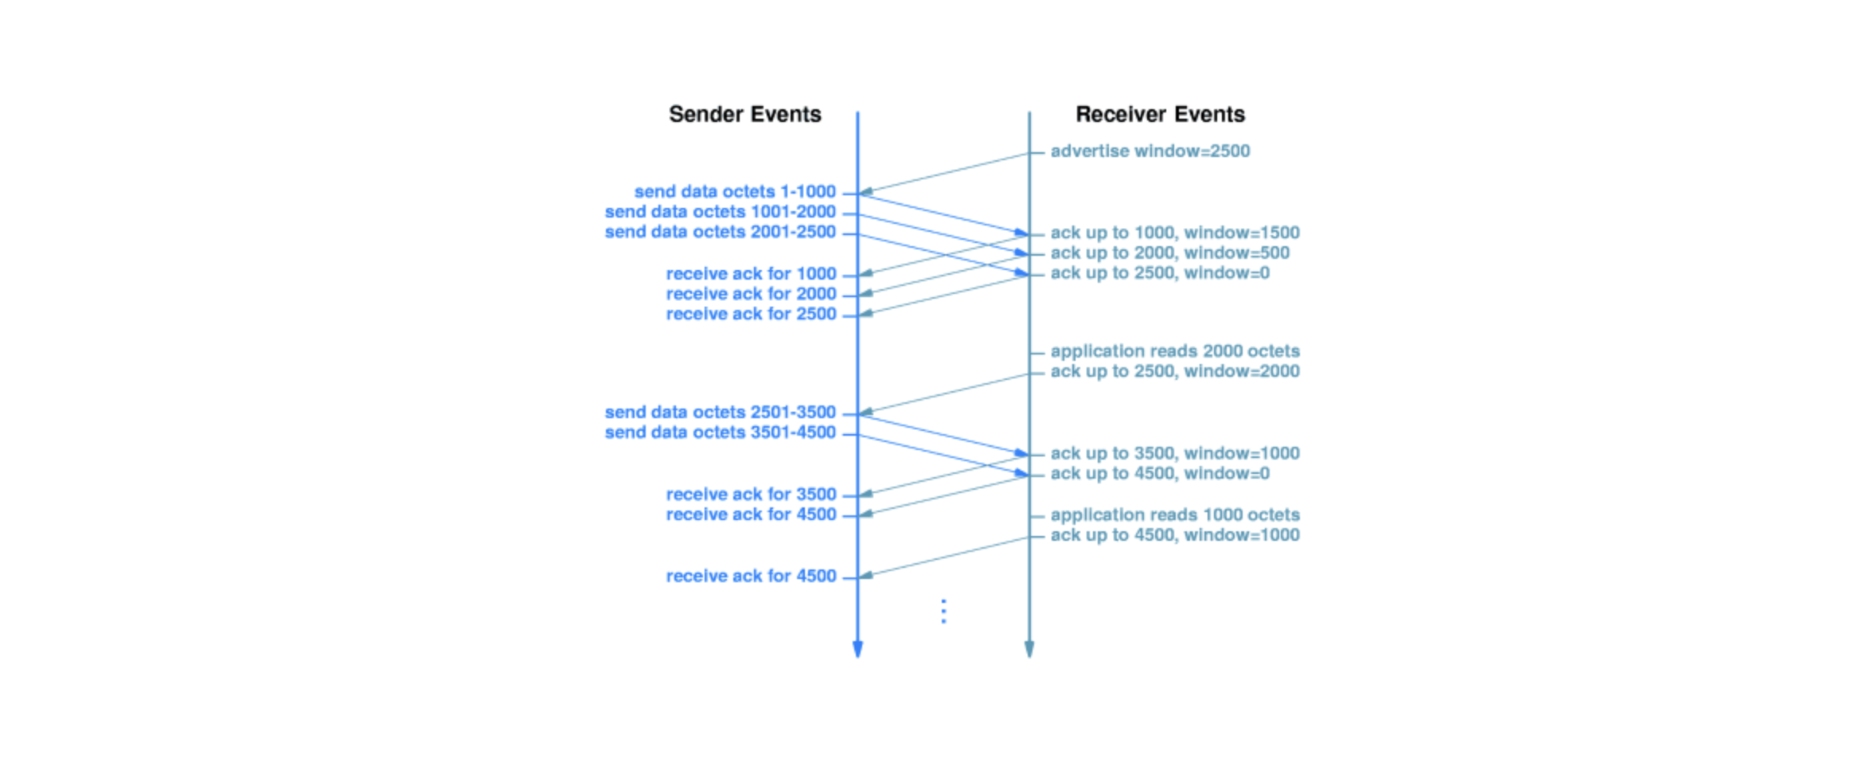 Sender Events
Receiver Events
advertise window=2500
send data octets 1-1000
send data octets 1001-2000
send data octets 2001-2500
ack up to 1000, window=1500
ack up to 2000, window=500
ack up to 2500, window=0
receive ack for 1000
receive ack for 2000
receive ack for 2500
application reads 2000 octets
ack up to 2500, window=2000
send data octets 2501-3500
send data octets 3501-4500
ack up to 3500, window=1000
ack up to 4500, window=0
receive ack for 3500
receive ack for 4500
application reads 1000 octets
ack up to 4500, window=1000
receive ack for 4500